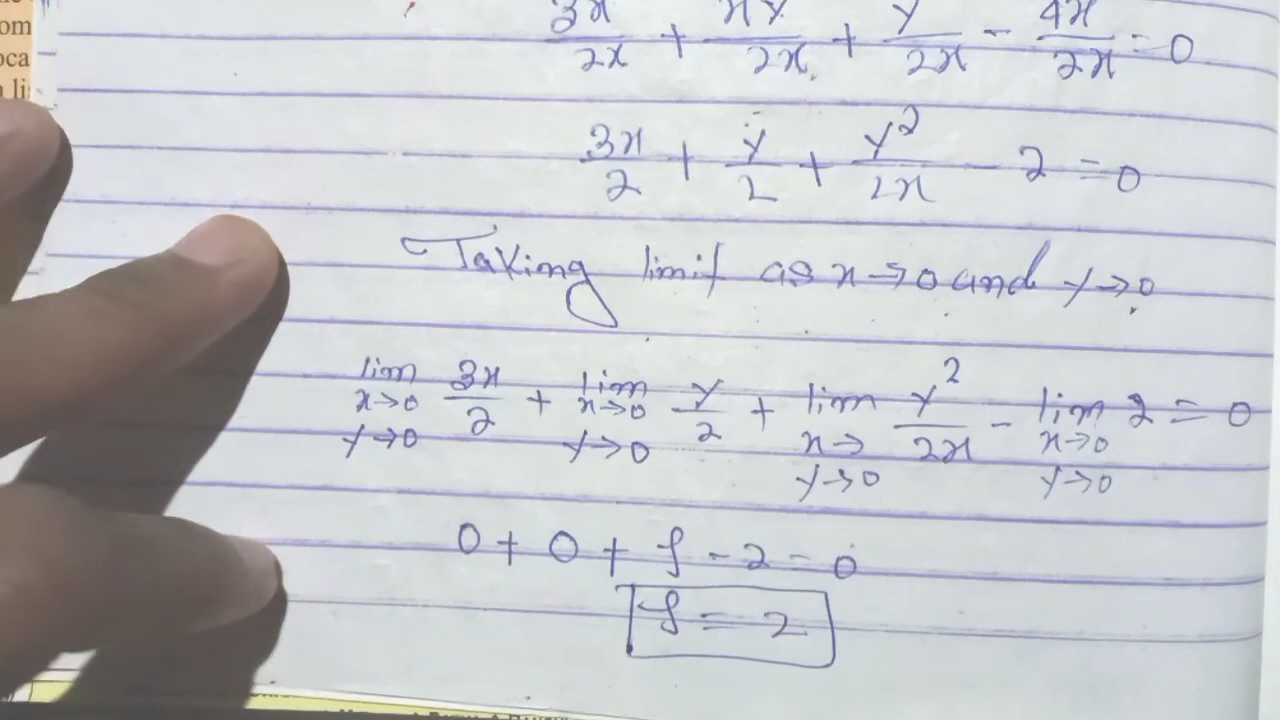 om
oca
3x/2x + xy/2x + y/2x - 4x/2x = 0
3x/2 + y/2 + y²/2x - 2 = 0
Taking limit as x→0 and y→0
lim x→0 y→0 3x/2 + lim x→0 y→0 y/2 + lim x→ y→0 y²/2x - lim x→0 y→0 2 = 0
0 + 0 + ρ - 2 = 0
ρ = 2